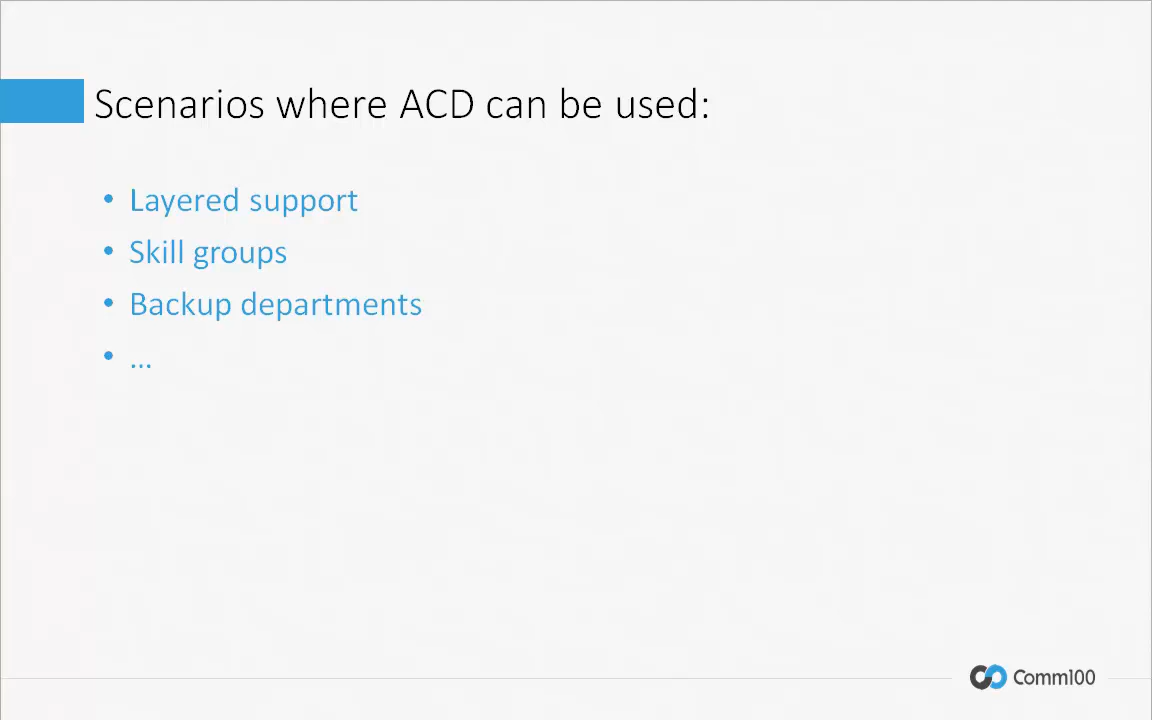 Scenarios where ACD can be used:
• Layered support
• Skill groups
• Backup departments
• ...
Comm100